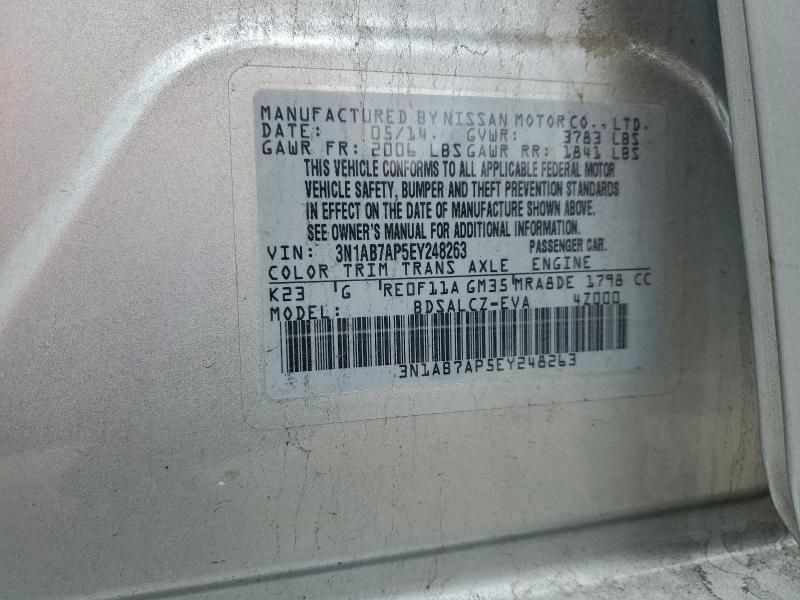 MANUFACTURED BY NISSAN MOTOR CO., LTD.
DATE: 05/14. GVWR: 3783 LBS
GAWR FR: 2006 LBS GAWR RR: 1841 LBS
THIS VEHICLE CONFORMS TO ALL APPLICABLE FEDERAL MOTOR
VEHICLE SAFETY, BUMPER AND THEFT PREVENTION STANDARDS
IN EFFECT ON THE DATE OF MANUFACTURE SHOWN ABOVE.
SEE OWNER'S MANUAL FOR ADDITIONAL INFORMATION.
VIN: 3N1AB7AP5EY248263 PASSENGER CAR.
COLOR TRIM TRANS AXLE ENGINE
K23 'G 'RE0F11A GM35 MRA8DE 1798 CC
MODEL: BDSALCZ-EVA 4Z000
3N1AB7AP5EY248263